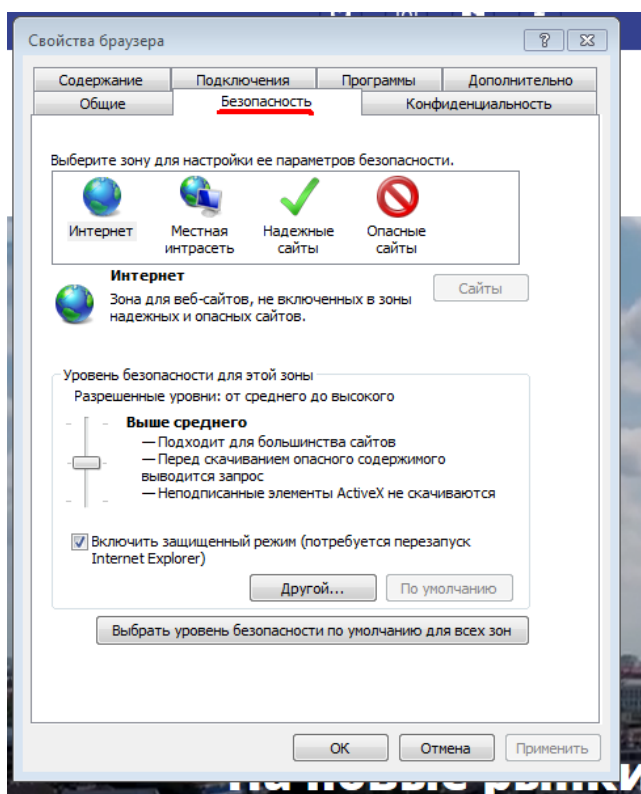 Свойства браузера
Содержание Подключения Программы Дополнительно
Общие Безопасность Конфиденциальность
Выберите зону для настройки ее параметров безопасности.
Интернет Местная интрасеть Надежные сайты Опасные сайты
Интернет
Зона для веб-сайтов, не включенных в зоны
надежных и опасных сайтов.
Сайты
Уровень безопасности для этой зоны
Разрешенные уровни: от среднего до высокого
Выше среднего
— Подходит для большинства сайтов
— Перед скачиванием опасного содержимого
выводится запрос
— Неподписанные элементы ActiveX не скачиваются
Включить защищенный режим (потребуется перезапуск
Internet Explorer)
Другой... По умолчанию
Выбрать уровень безопасности по умолчанию для всех зон
ОК Отмена Применить
на новые рынки